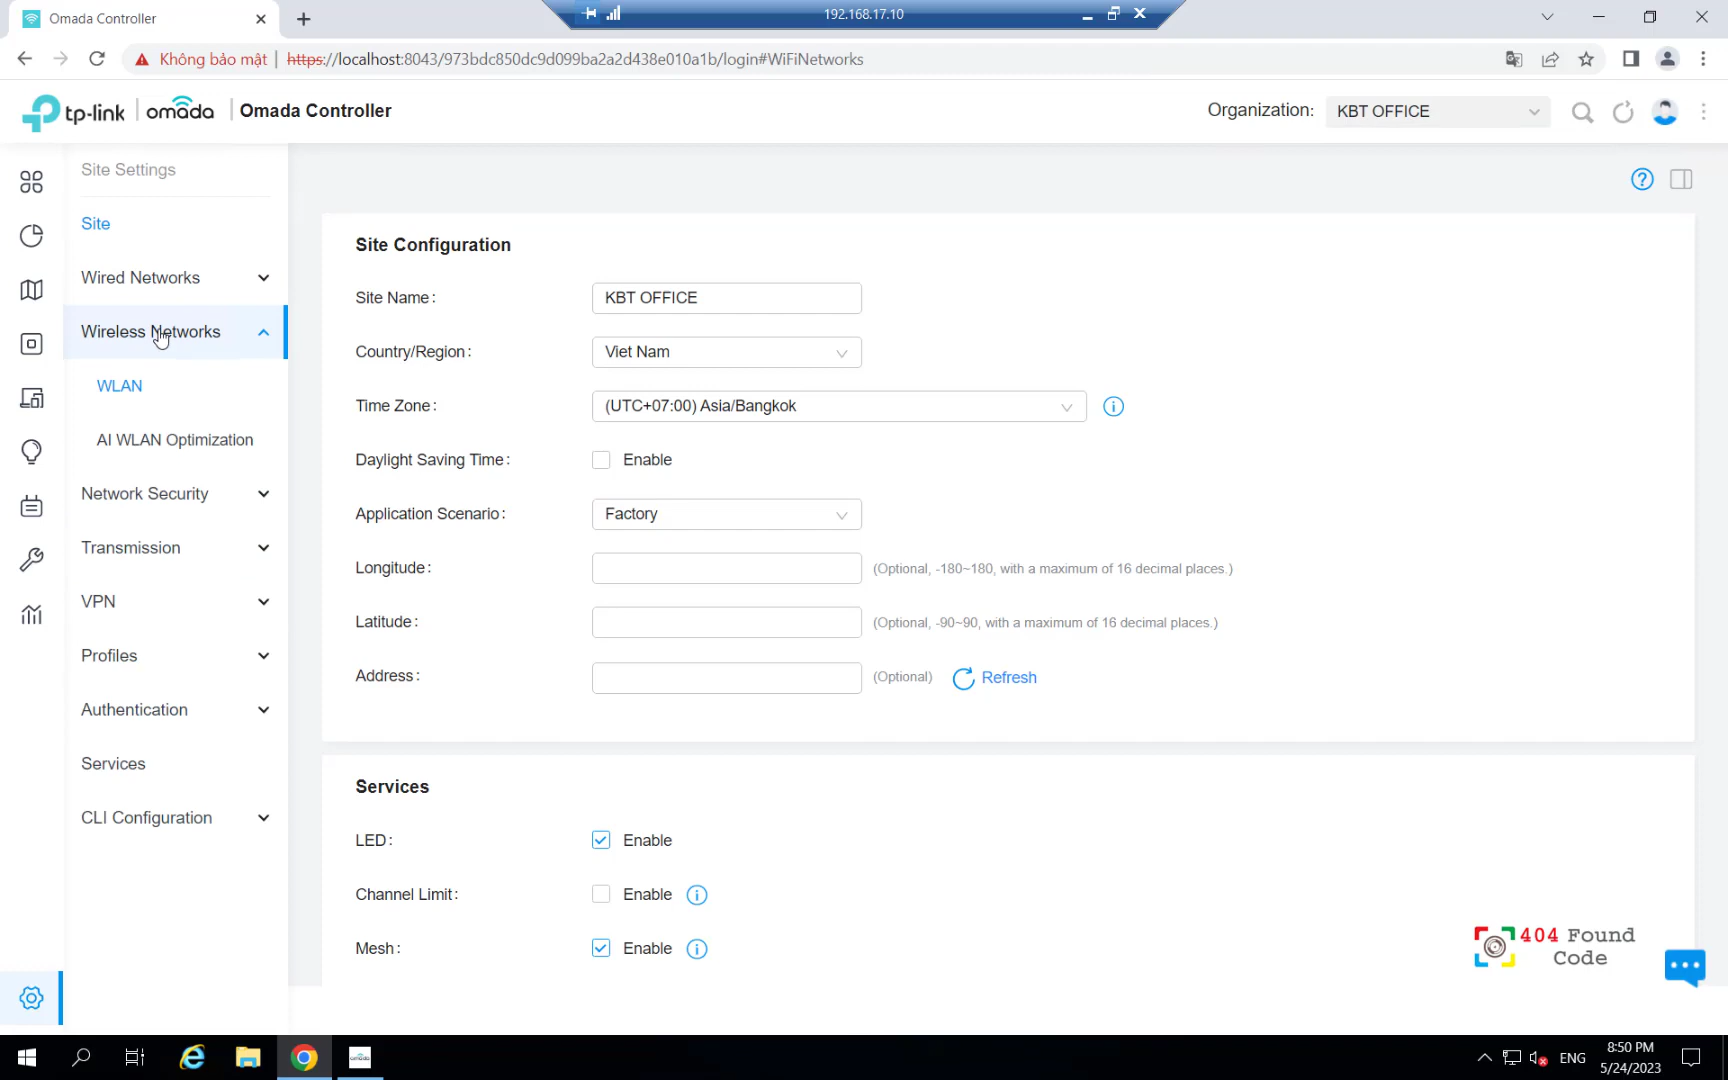 Omada Controller
192.168.17.10
Không bảo mật
https://localhost:8043/973bdc850dc9d099ba2a2d438e010a1b/login#WiFiNetworks
tp-link
omada
Omada Controller
Organization:
KBT OFFICE
Site Settings
Site
Wired Networks
Wireless Networks
WLAN
AI WLAN Optimization
Network Security
Transmission
VPN
Profiles
Authentication
Services
CLI Configuration
Site Configuration
Site Name:
KBT OFFICE
Country/Region:
Viet Nam
Time Zone:
(UTC+07:00) Asia/Bangkok
Daylight Saving Time:
Enable
Application Scenario:
Factory
Longitude:
(Optional, -180~180, with a maximum of 16 decimal places.)
Latitude:
(Optional, -90~90, with a maximum of 16 decimal places.)
Address:
(Optional)
Refresh
Services
LED:
Enable
Channel Limit:
Enable
Mesh:
Enable
404 Found
Code
ENG
8:50 PM
5/24/2023